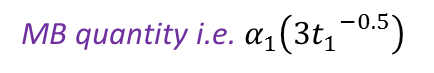 MB quantity i.e. α₁(3t₁⁻⁰·⁵)